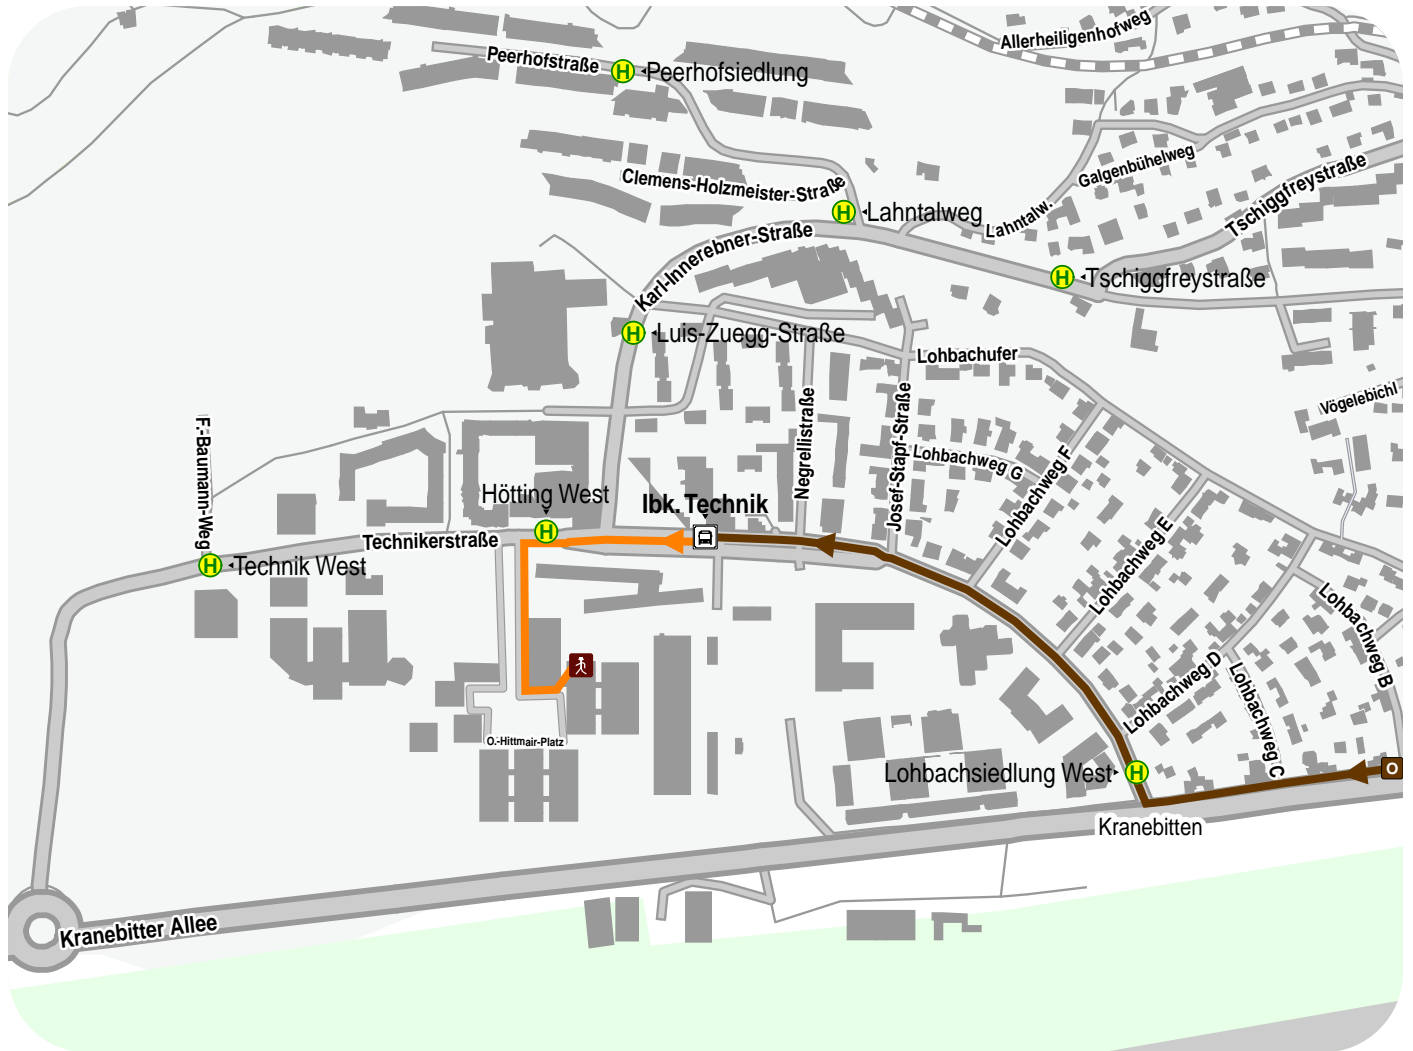 Allerheiligenhofweg
Peerhofstraße
H Peerhofsiedlung
Galgenbühelweg
Clemens-Holzmeister-Straße
Tschiggfreystraße
H Lahntalweg
Lahntalw.
Karl-Innerebner-Straße
H Tschiggfreystraße
H Luis-Zuegg-Straße
Lohbachufer
Vögelebichl
Negrellistraße
Josef-Stapf-Straße
F.-Baumann-Weg
Lohbachweg G
Lohbachweg F
Lohbachweg E
Hötting West
H
Ibk. Technik
Technikerstraße
H Technik West
Lohbachweg B
Lohbachweg D
Lohbachweg C
O.-Hittmair-Platz
Lohbachsiedlung West H
O
Kranebitten
Kranebitter Allee